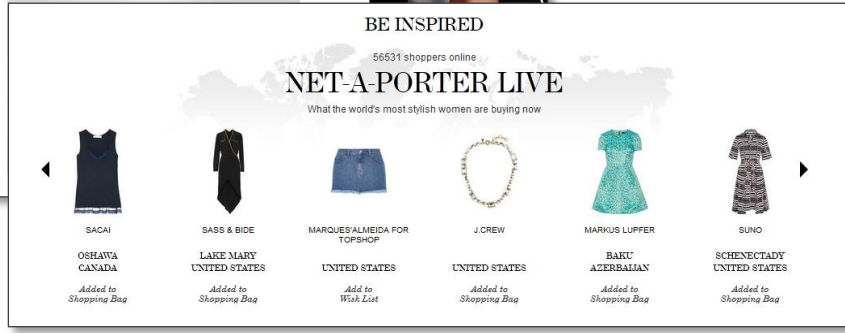 BE INSPIRED
56531 shoppers online
NET-A-PORTER LIVE
What the world's most stylish women are buying now
SACAI
OSHAWA
CANADA
Added to
Shopping Bag
SASS & BIDE
LAKE MARY
UNITED STATES
Added to
Shopping Bag
MARQUES'ALMEIDA FOR
TOPSHOP
UNITED STATES
Add to
Wish List
J.CREW
UNITED STATES
Added to
Shopping Bag
MARKUS LUPFER
BAKU
AZERBAIJAN
Added to
Shopping Bag
SUNO
SCHENECTADY
UNITED STATES
Added to
Shopping Bag